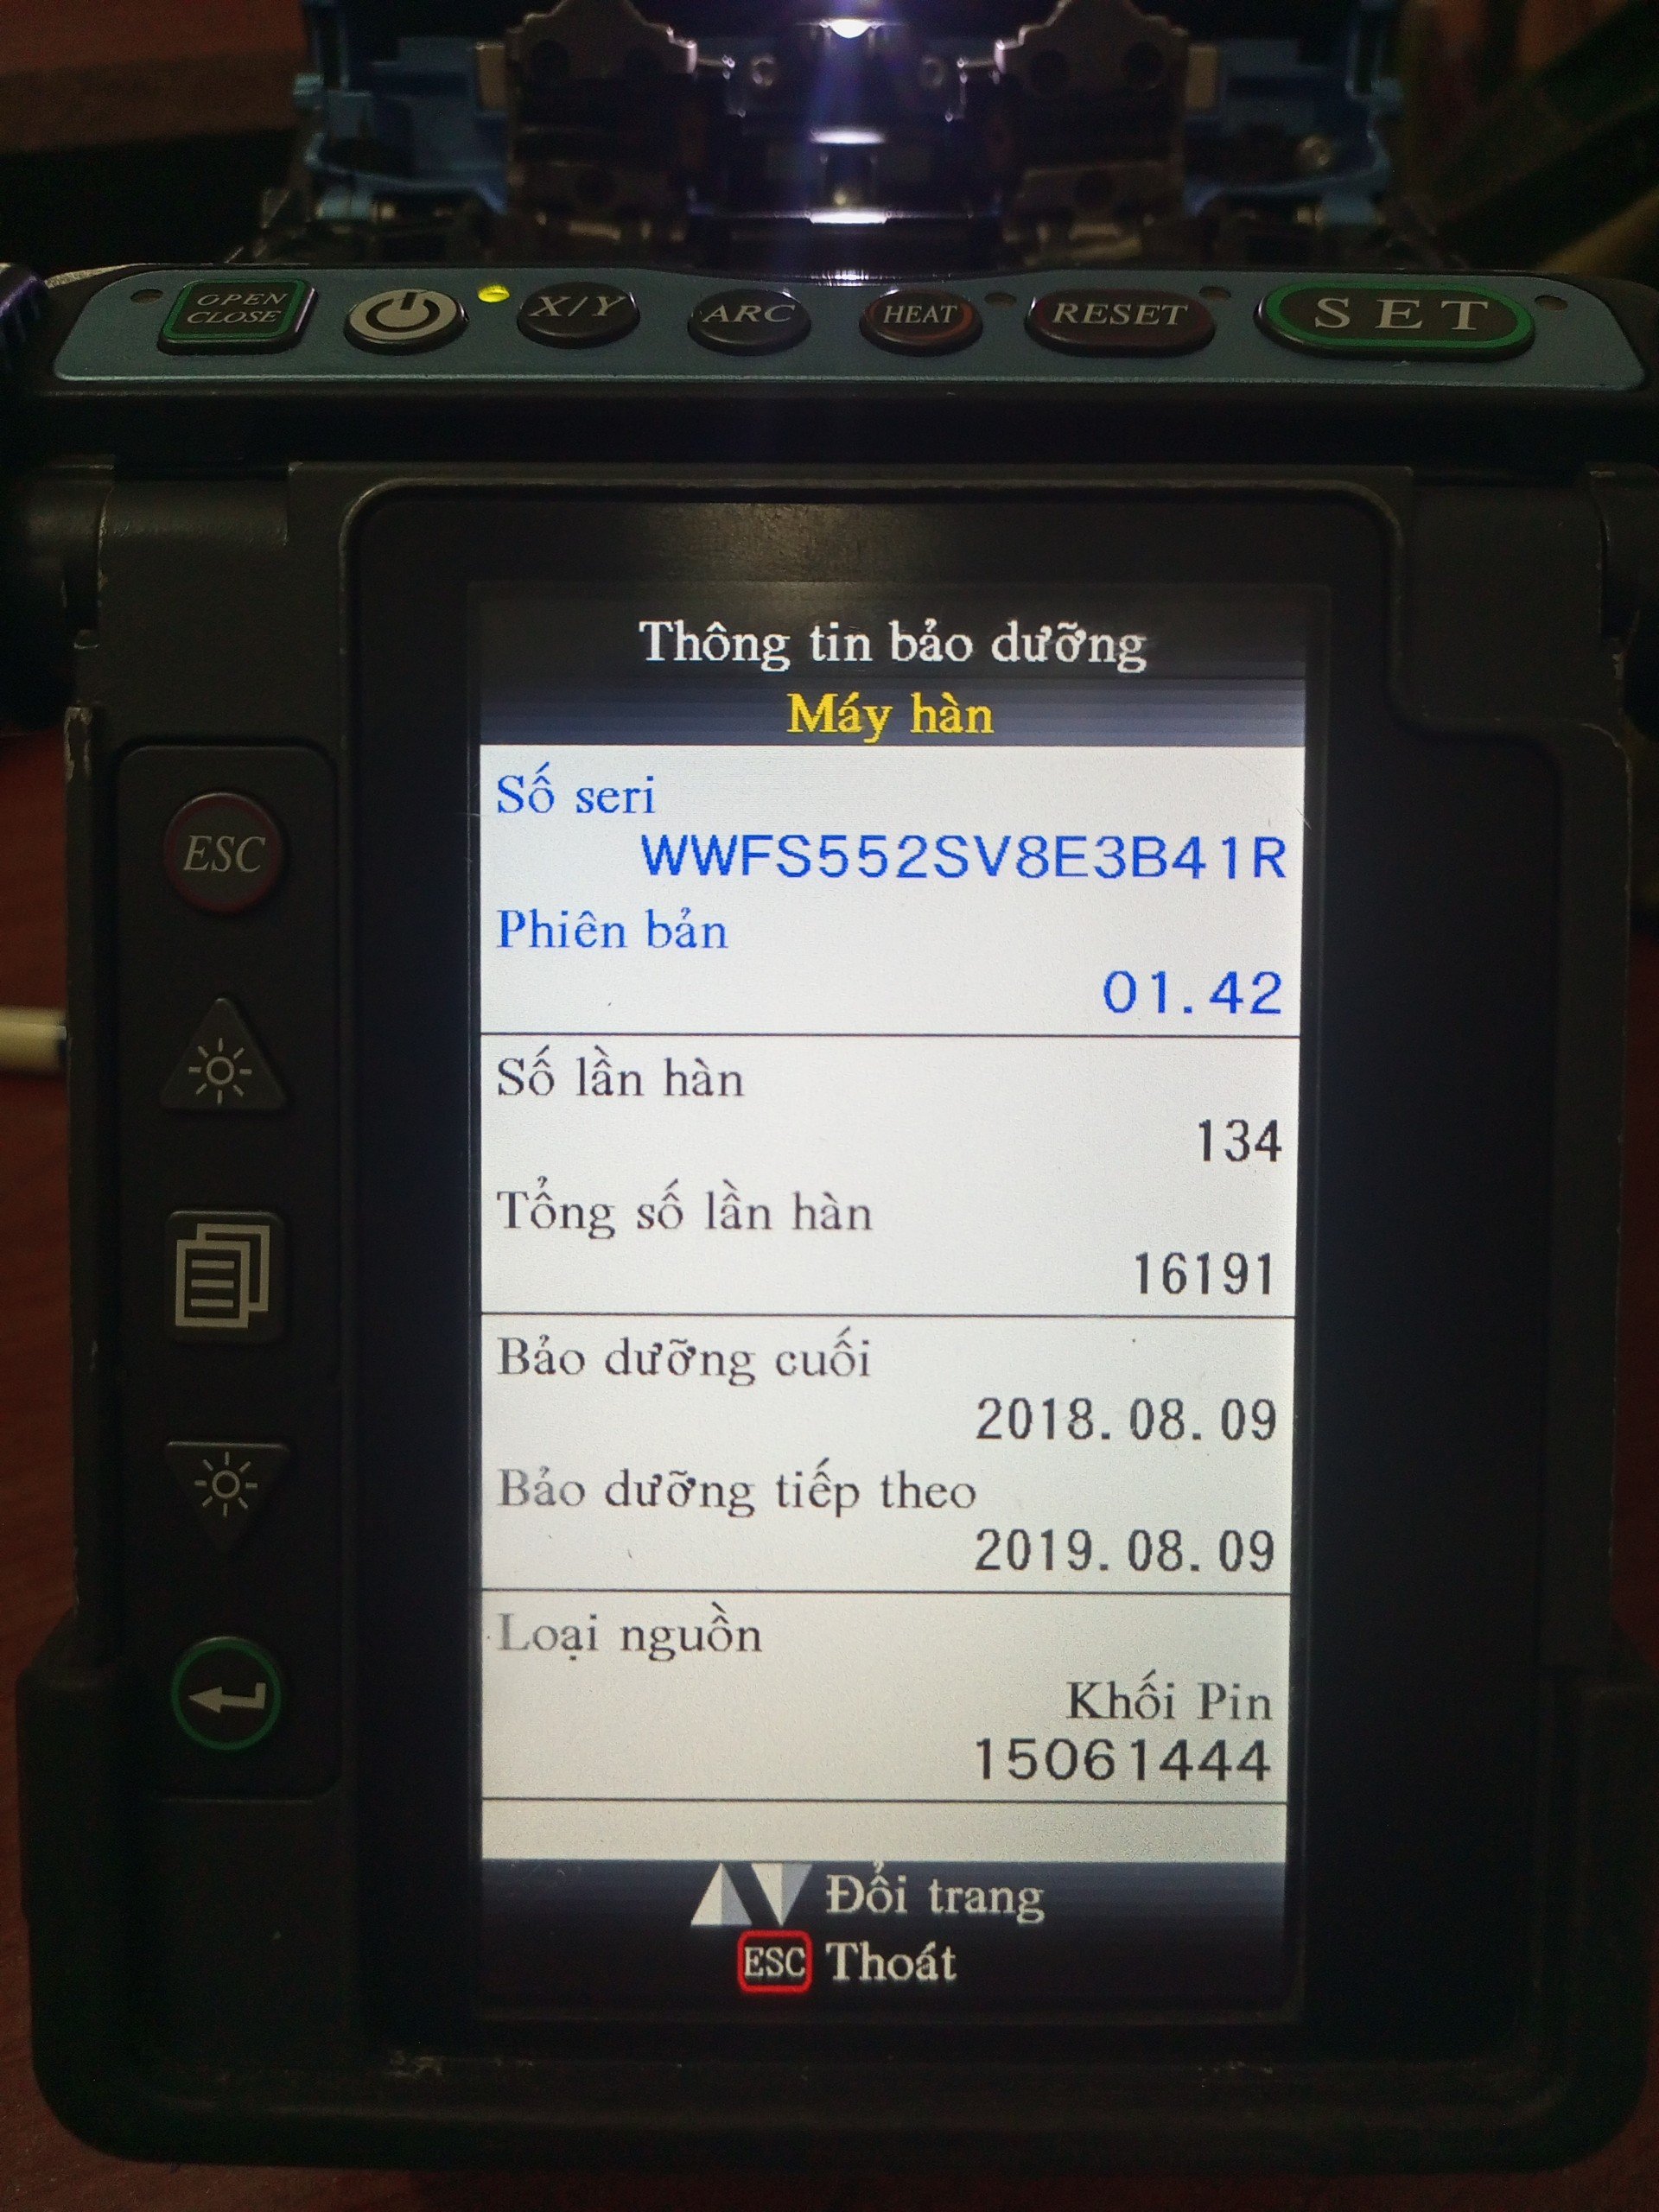 OPEN
CLOSE
X/Y
ARC
HEAT
RESET
SET
Thông tin bảo dưỡng
Máy hàn
Số seri
WWFS552SV8E3B41R
Phiên bản
01.42
Số lần hàn
134
Tổng số lần hàn
16191
Bảo dưỡng cuối
2018.08.09
Bảo dưỡng tiếp theo
2019.08.09
Loại nguồn
Khối Pin
15061444
Đổi trang
ESC Thoát
ESC